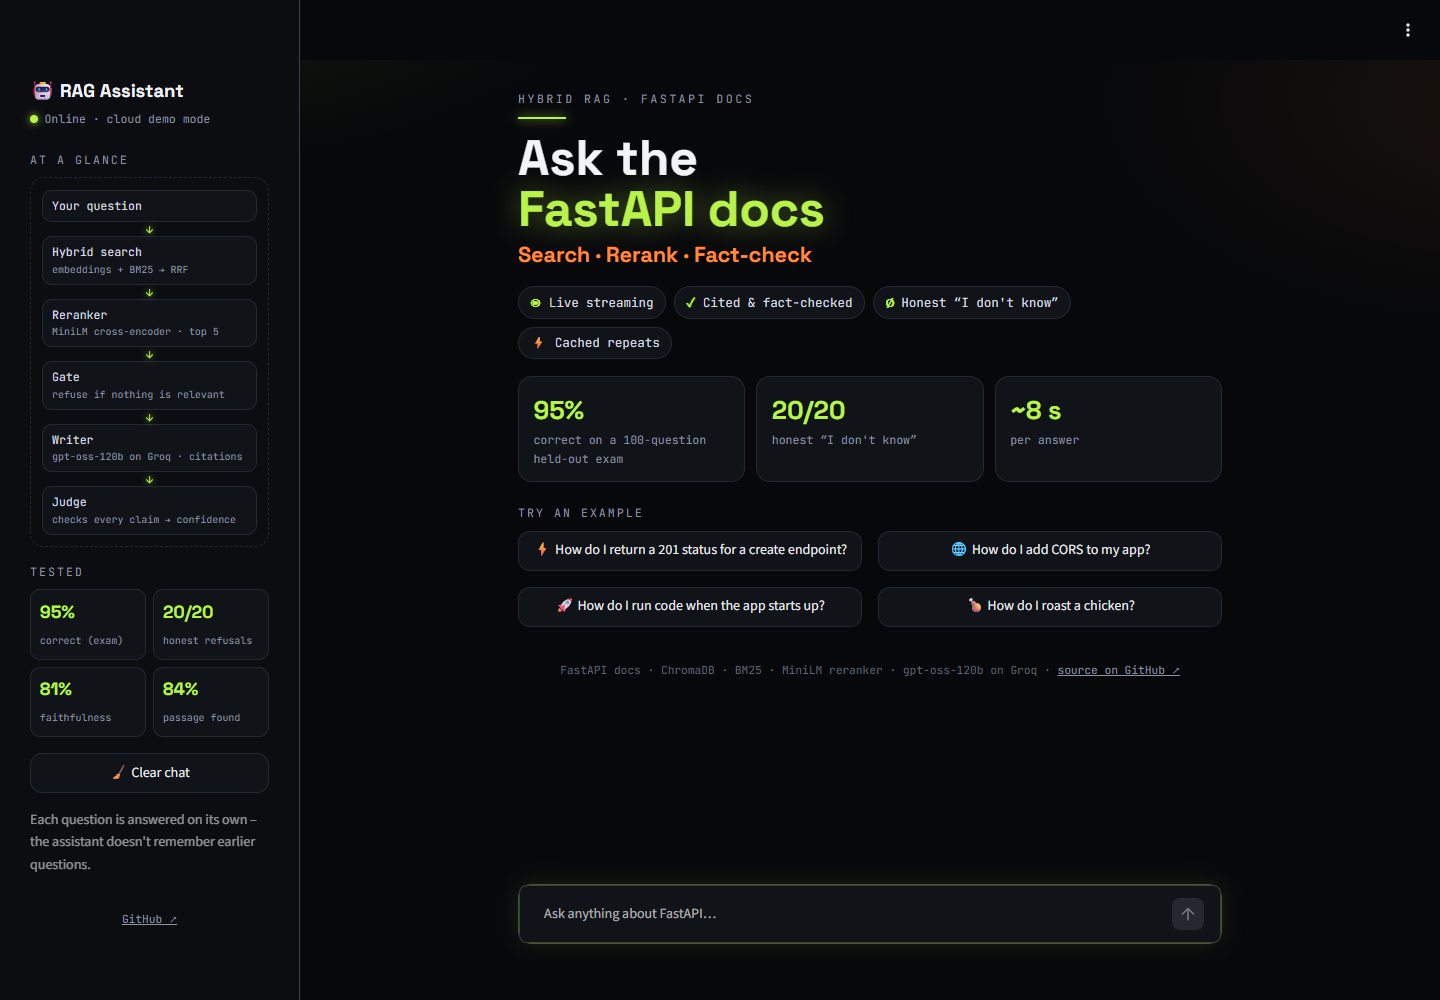 RAG Assistant
Online · cloud demo mode
AT A GLANCE
Your question
↓
Hybrid search
embeddings + BM25 → RRF
↓
Reranker
MiniLM cross-encoder · top 5
↓
Gate
refuse if nothing is relevant
↓
Writer
gpt-oss-120b on Groq · citations
↓
Judge
checks every claim → confidence
TESTED
95%
correct (exam)
20/20
honest refusals
81%
faithfulness
84%
passage found
Clear chat
Each question is answered on its own –
the assistant doesn't remember earlier
questions.
GitHub ↗
HYBRID RAG · FASTAPI DOCS
Ask the
FastAPI docs
Search · Rerank · Fact-check
Live streaming
✓ Cited & fact-checked
Ø Honest “I don't know”
Cached repeats
95%
correct on a 100-question
held-out exam
20/20
honest “I don't know”
~8 s
per answer
TRY AN EXAMPLE
How do I return a 201 status for a create endpoint?
How do I add CORS to my app?
How do I run code when the app starts up?
How do I roast a chicken?
FastAPI docs · ChromaDB · BM25 · MiniLM reranker · gpt-oss-120b on Groq · source on GitHub ↗
Ask anything about FastAPI...